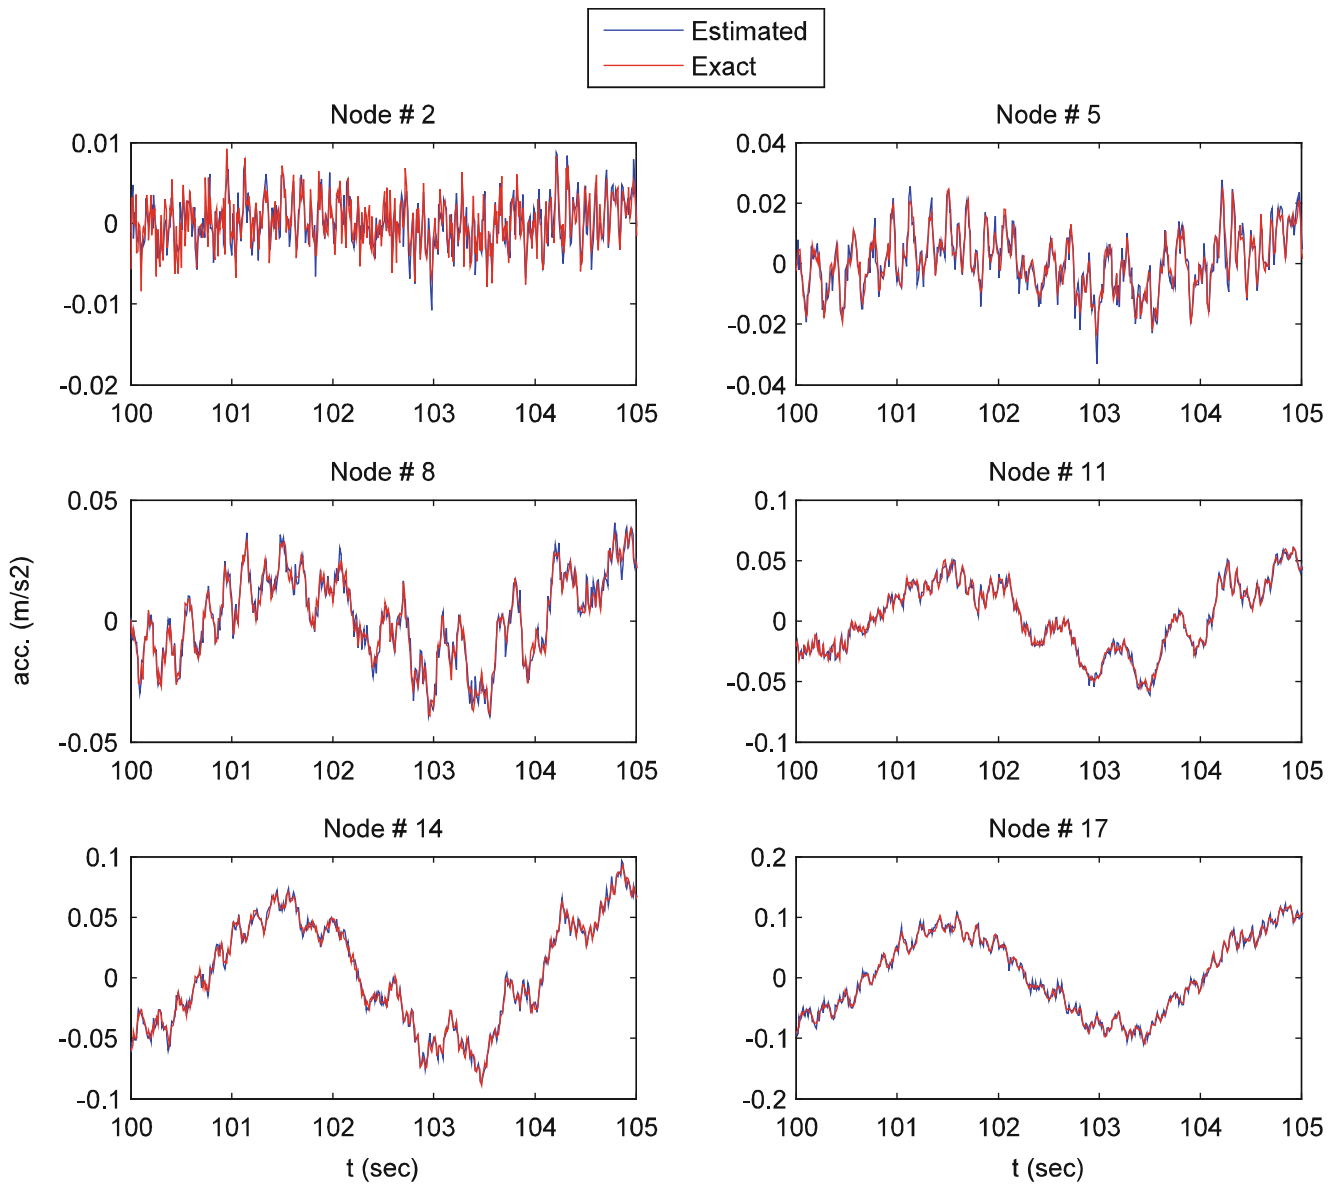 Estimated
Exact
Node # 2
Node # 5
0.01
0
-0.01
-0.02
100 101 102 103 104 105
0.04
0.02
0
-0.02
-0.04
100 101 102 103 104 105
Node # 8
Node # 11
acc. (m/s2)
0.05
0
-0.05
100 101 102 103 104 105
0.1
0.05
0
-0.05
-0.1
100 101 102 103 104 105
Node # 14
Node # 17
0.1
0.05
0
-0.05
-0.1
100 101 102 103 104 105
t (sec)
0.2
0.1
0
-0.1
-0.2
100 101 102 103 104 105
t (sec)